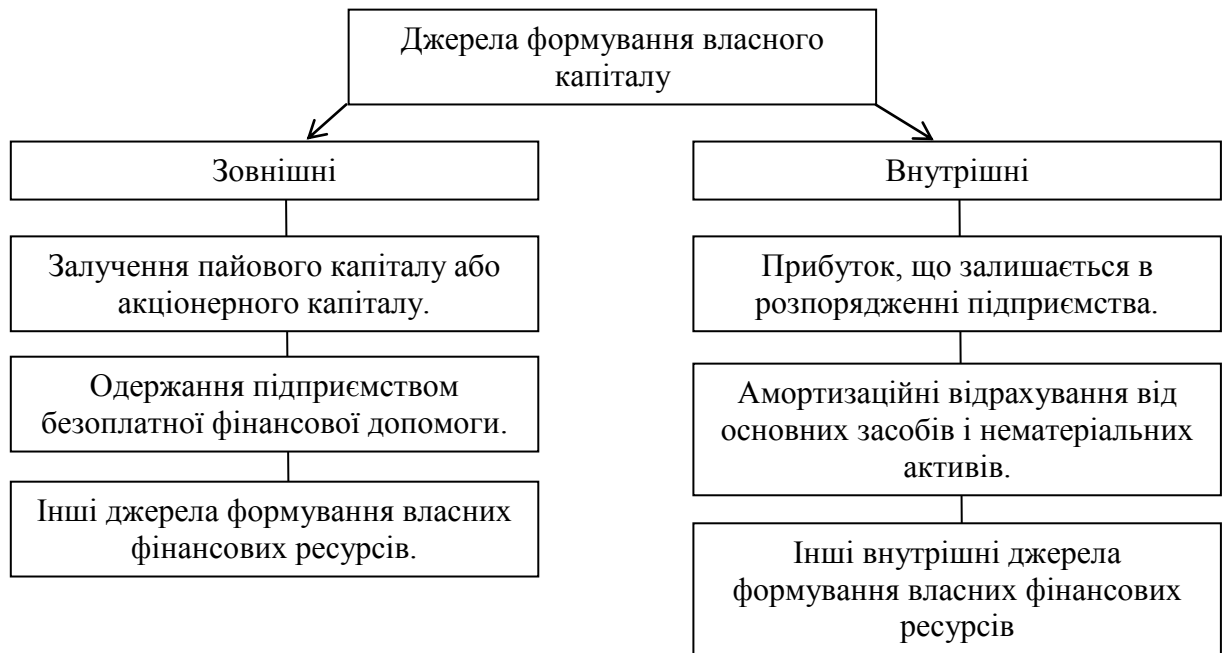 Джерела формування власного
капіталу
Зовнішні
Залучення пайового капіталу або
акціонерного капіталу.
Одержання підприємством
безоплатної фінансової допомоги.
Інші джерела формування власних
фінансових ресурсів.
Внутрішні
Прибуток, що залишається в
розпорядженні підприємства.
Амортизаційні відрахування від
основних засобів і нематеріальних
активів.
Інші внутрішні джерела
формування власних фінансових
ресурсів